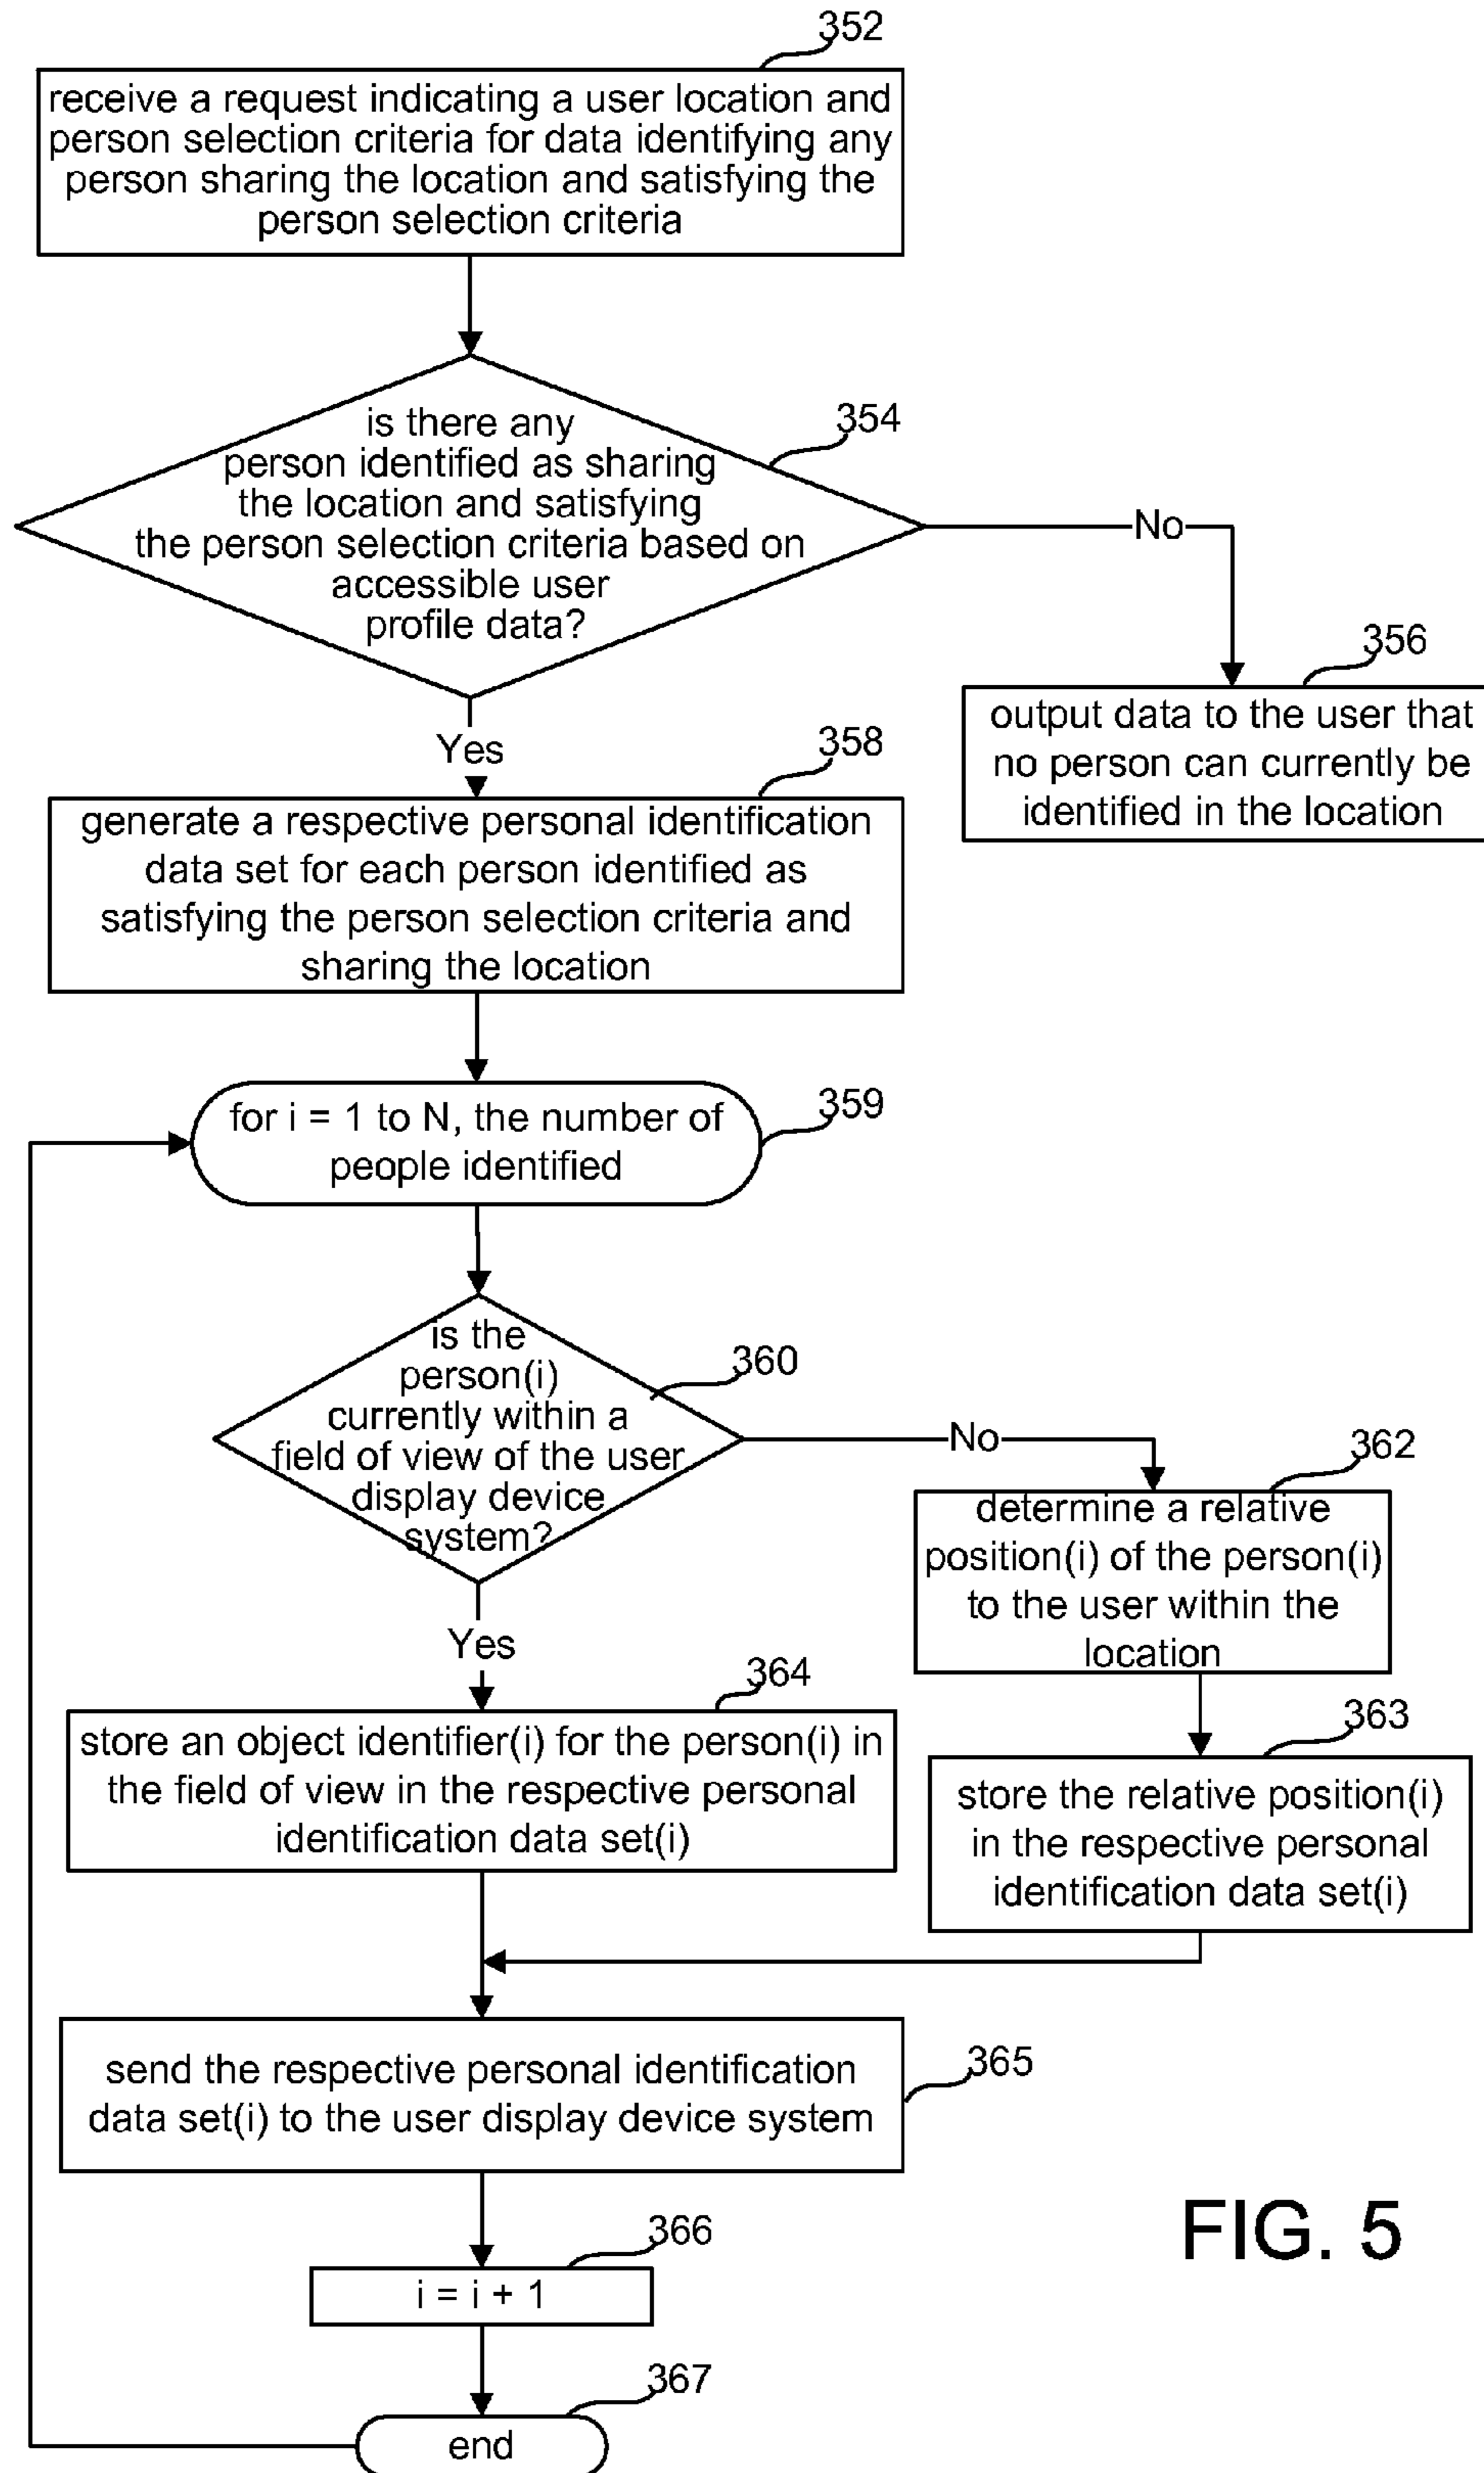 352
receive a request indicating a user location and
person selection criteria for data identifying any
person sharing the location and satisfying the
person selection criteria
354
is there any
person identified as sharing
the location and satisfying
the person selection criteria based on
accessible user
profile data?
No
356
output data to the user that
no person can currently be
identified in the location
Yes
358
generate a respective personal identification
data set for each person identified as
satisfying the person selection criteria and
sharing the location
359
for i = 1 to N, the number of
people identified
360
is the
person(i)
currently within a
field of view of the user
display device
system?
No
362
determine a relative
position(i) of the person(i)
to the user within the
location
Yes
364
store an object identifier(i) for the person(i) in
the field of view in the respective personal
identification data set(i)
363
store the relative position(i)
in the respective personal
identification data set(i)
365
send the respective personal identification
data set(i) to the user display device system
366
i = i + 1
367
end
FIG. 5